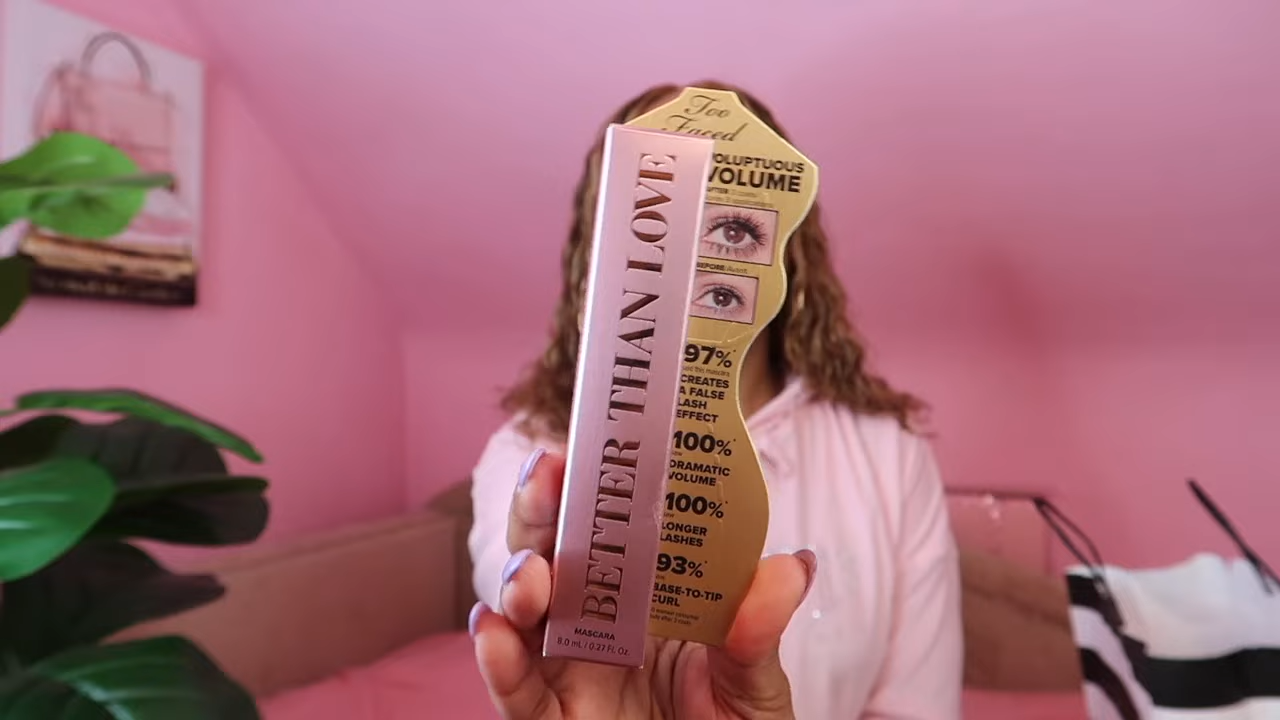 BETTER THAN LOVE
MASCARA
8.0 mL / 0.27 Fl. Oz.
Too
Faced
VOLUPTUOUS
VOLUME
97%*
CREATES
A FALSE
LASH
EFFECT
100%*
DRAMATIC
VOLUME
100%*
LONGER
LASHES
93%*
BASE-TO-TIP
CURL